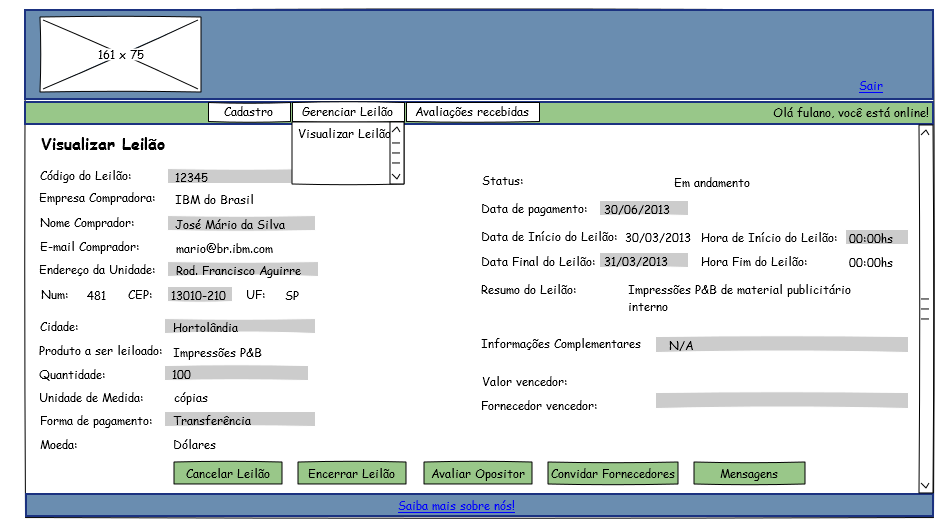 161 x 75
Sair
Cadastro Gerenciar Leilão Avaliações recebidas Olá fulano, você está online!
Visualizar Leilão
Visualizar Leilão
Código do Leilão: 12345
Empresa Compradora: IBM do Brasil
Nome Comprador: José Mário da Silva
E-mail Comprador: mario@br.ibm.com
Endereço da Unidade: Rod. Francisco Aguirre
Num: 481 CEP: 13010-210 UF: SP
Cidade: Hortolândia
Produto a ser leiloado: Impressões P&B
Quantidade: 100
Unidade de Medida: cópias
Forma de pagamento: Transferência
Moeda: Dólares
Status: Em andamento
Data de pagamento: 30/06/2013
Data de Início do Leilão: 30/03/2013 Hora de Início do Leilão: 00:00hs
Data Final do Leilão: 31/03/2013 Hora Fim do Leilão: 00:00hs
Resumo do Leilão: Impressões P&B de material publicitário
interno
Informações Complementares N/A
Valor vencedor:
Fornecedor vencedor:
Cancelar Leilão Encerrar Leilão Avaliar Opositor Convidar Fornecedores Mensagens
Saiba mais sobre nós!